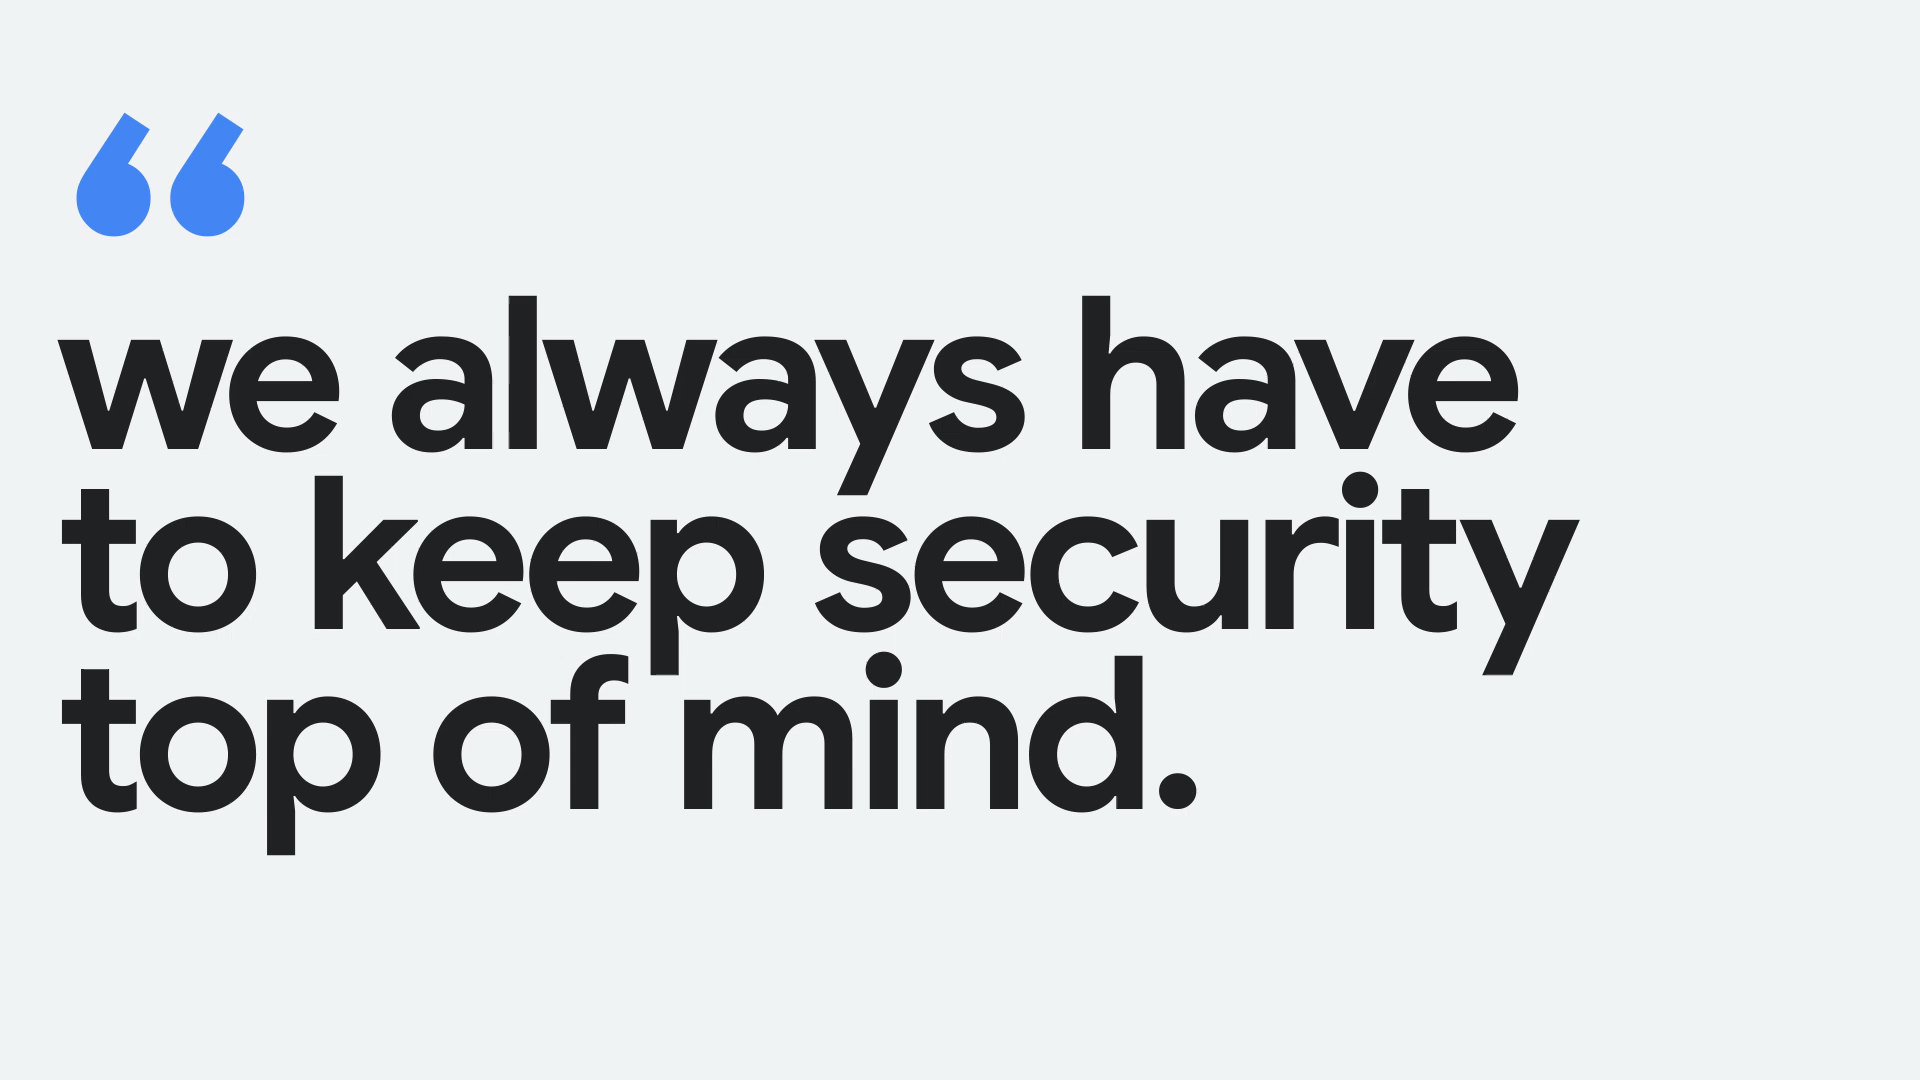 “
we always have
to keep security
top of mind.